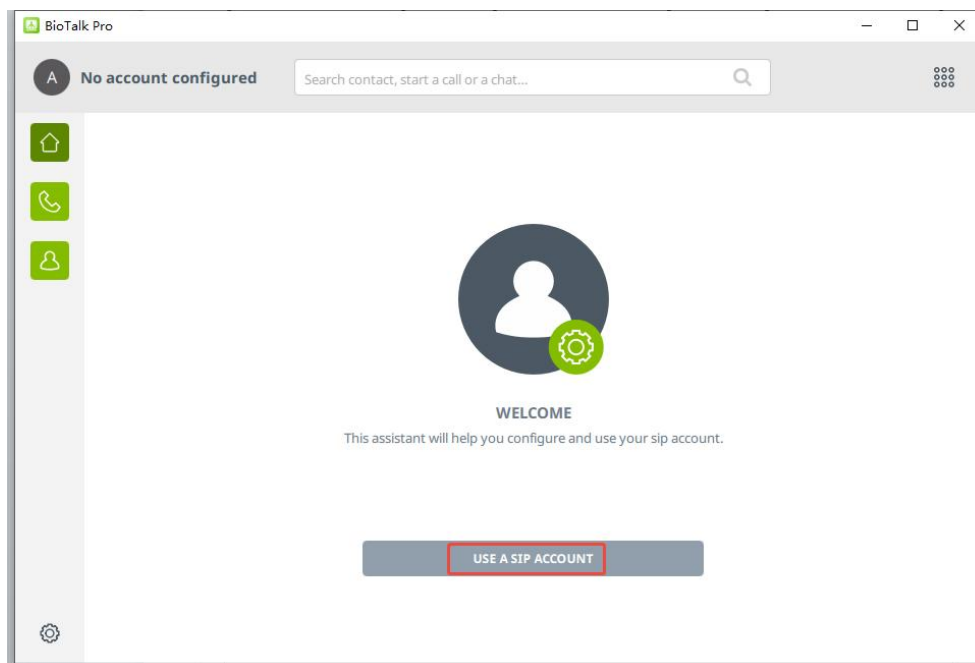 BioTalk Pro
A
No account configured
Search contact, start a call or a chat...
WELCOME
This assistant will help you configure and use your sip account.
USE A SIP ACCOUNT